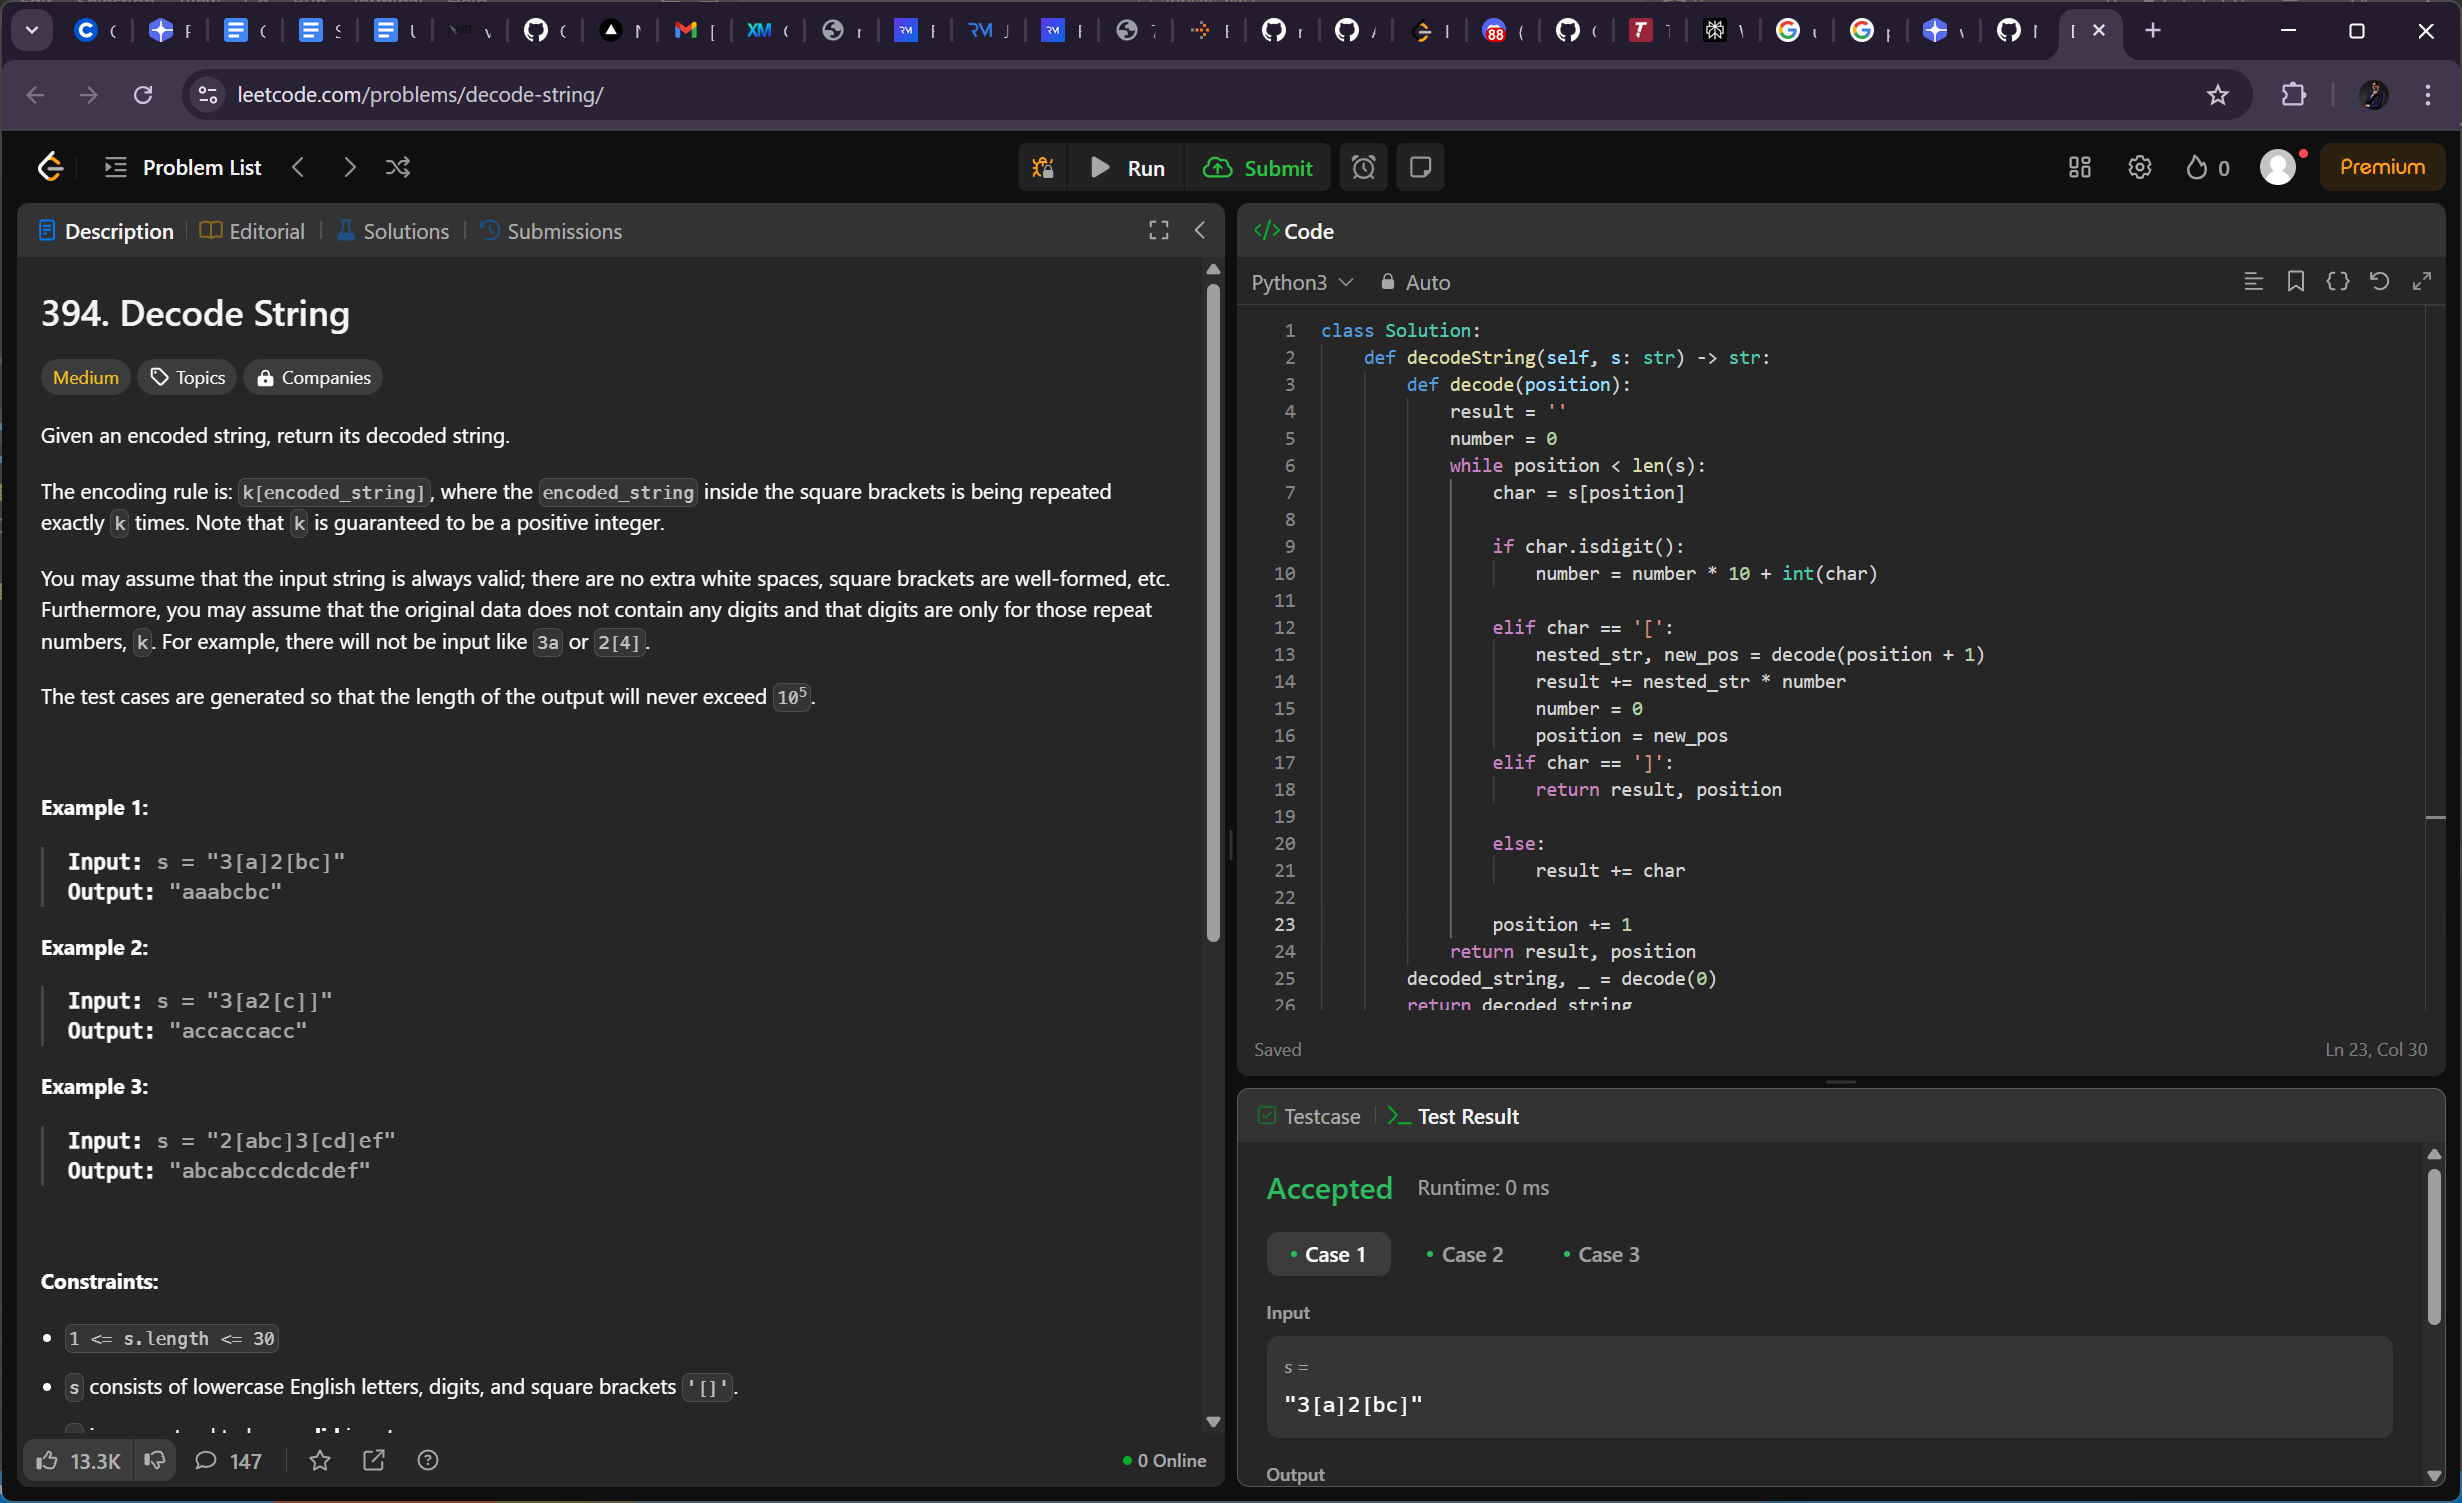 leetcode.com/problems/decode-string/
Problem List
Run
Submit
0
Premium
Description
Editorial
Solutions
Submissions
394. Decode String
Medium
Topics
Companies
Given an encoded string, return its decoded string.
The encoding rule is: k[encoded_string], where the encoded_string inside the square brackets is being repeated
exactly k times. Note that k is guaranteed to be a positive integer.
You may assume that the input string is always valid; there are no extra white spaces, square brackets are well-formed, etc.
Furthermore, you may assume that the original data does not contain any digits and that digits are only for those repeat
numbers, k. For example, there will not be input like 3a or 2[4].
The test cases are generated so that the length of the output will never exceed 10⁵.
Example 1:
Input: s = "3[a]2[bc]"
Output: "aaabcbc"
Example 2:
Input: s = "3[a2[c]]"
Output: "accaccacc"
Example 3:
Input: s = "2[abc]3[cd]ef"
Output: "abcabccdcdcdef"
Constraints:
• 1 <= s.length <= 30
• s consists of lowercase English letters, digits, and square brackets '[]'.
13.3K
147
0 Online
</> Code
Python3
Auto
1 class Solution:
2 def decodeString(self, s: str) -> str:
3 def decode(position):
4 result = ''
5 number = 0
6 while position < len(s):
7 char = s[position]
8
9 if char.isdigit():
10 number = number * 10 + int(char)
11
12 elif char == '[':
13 nested_str, new_pos = decode(position + 1)
14 result += nested_str * number
15 number = 0
16 position = new_pos
17 elif char == ']':
18 return result, position
19
20 else:
21 result += char
22
23 position += 1
24 return result, position
25 decoded_string, _ = decode(0)
26 return decoded_string
Saved
Ln 23, Col 30
Testcase
Test Result
Accepted
Runtime: 0 ms
• Case 1
• Case 2
• Case 3
Input
s =
"3[a]2[bc]"
Output